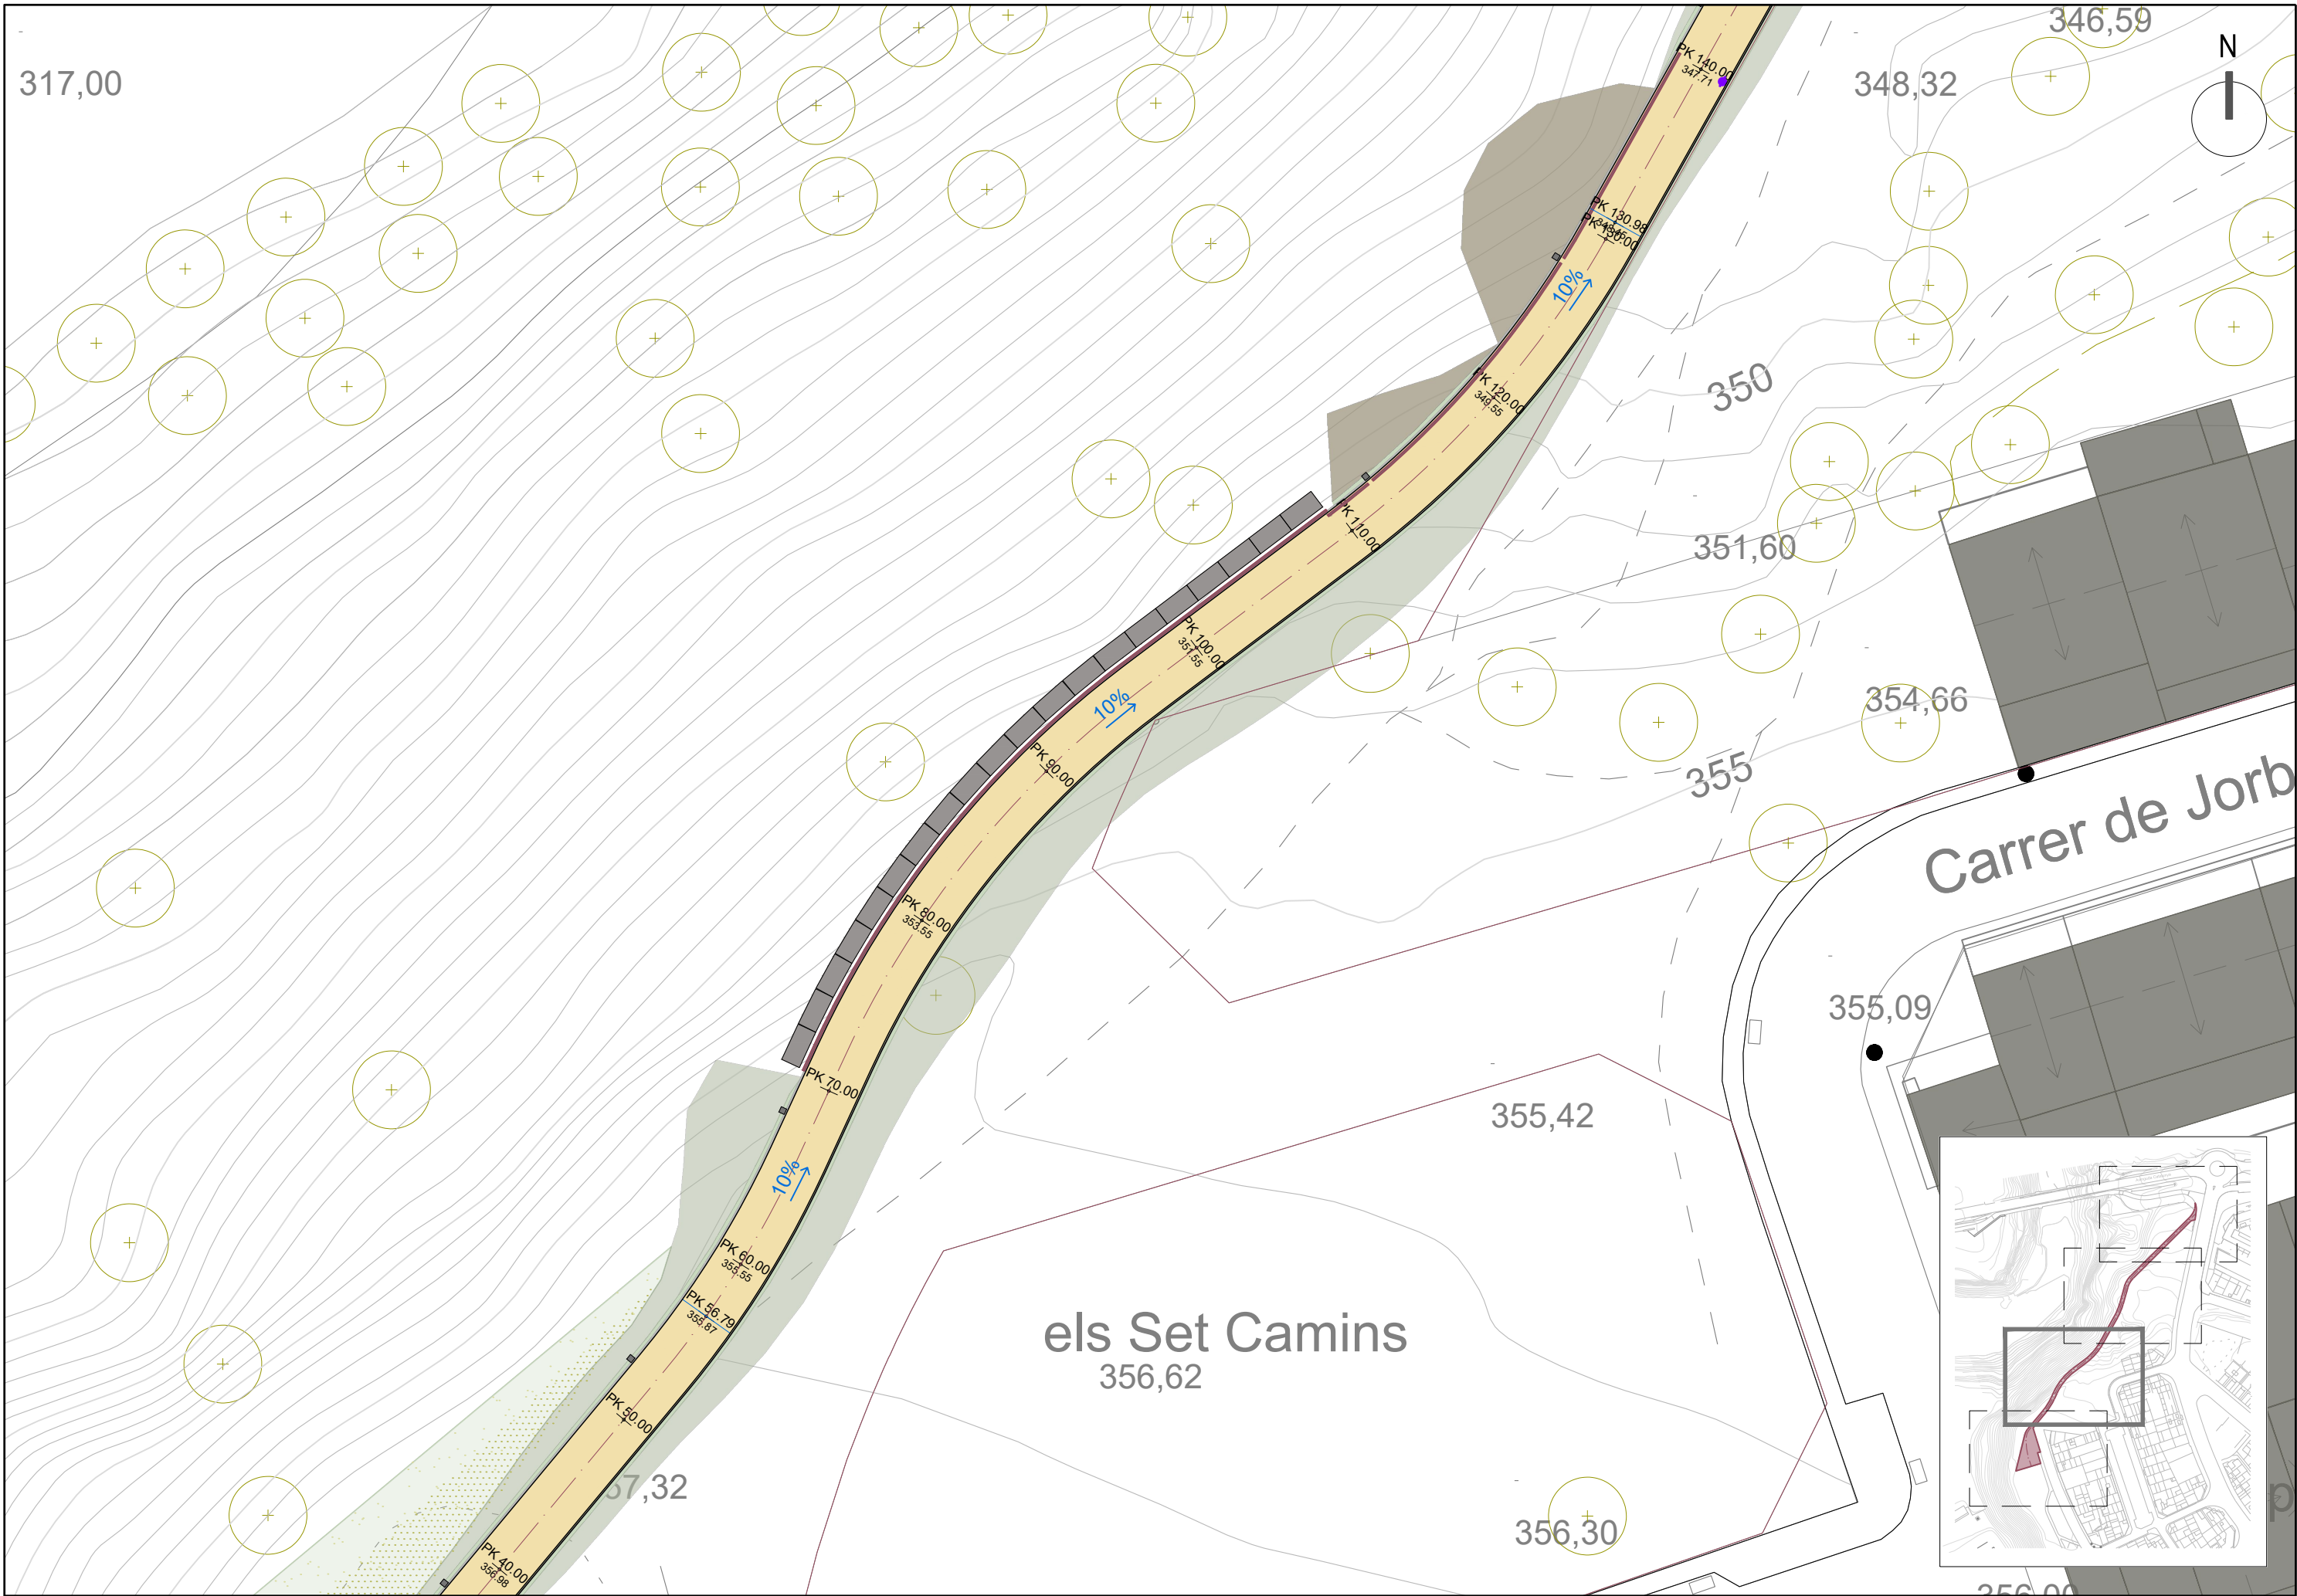 346,59
N
317,00
348,32
PK 140.00
347.71
PK 130.98
PK 130.00
10%
350
PK 120.00
349.55
PK 110.00
351,60
PK 100.00
351.55
354,66
10%
355
PK 90.00
Carrer de Jorb
PK 80.00
353.55
355,09
PK 70.00
355,42
10%
PK 60.00
355.55
PK 56.79
355.87
els Set Camins
356,62
PK 50.00
57,32
356,30
PK 40.00
356.98